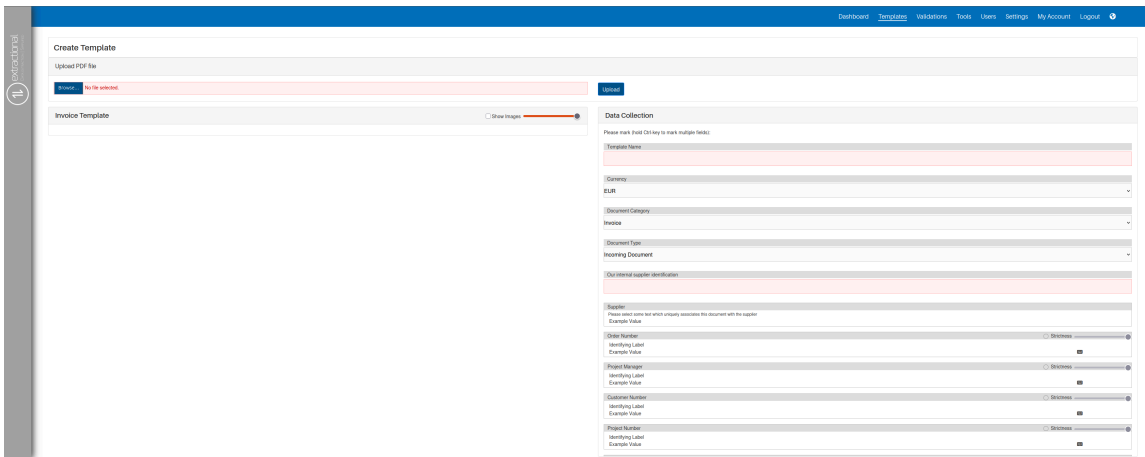 Dashboard Templates Validations Tools Users Settings My Account Logout
extractional
Create Template
Upload PDF file
Browse... No file selected.
Upload
Invoice Template
Show Images
Data Collection
Please mark (hold Ctrl-key to mark multiple fields):
Template Name
Currency
EUR
Document Category
Invoice
Document Type
Incoming Document
Our internal supplier identification
Supplier
Please select some text which uniquely associates this document with the supplier
Example Value
Order Number Strictness
Identifying Label
Example Value
Project Manager Strictness
Identifying Label
Example Value
Customer Number Strictness
Identifying Label
Example Value
Project Number Strictness
Identifying Label
Example Value